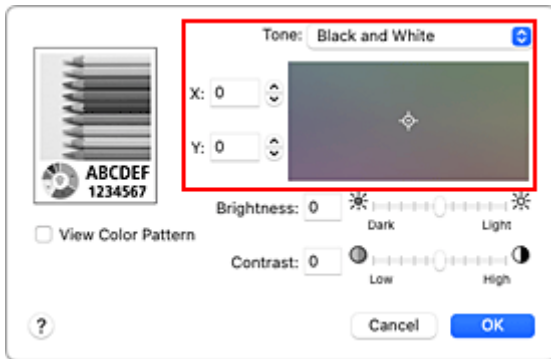 Tone: Black and White
X: 0
Y: 0
ABCDEF
1234567
View Color Pattern
Brightness: 0
Dark Light
Contrast: 0
Low High
?
Cancel OK